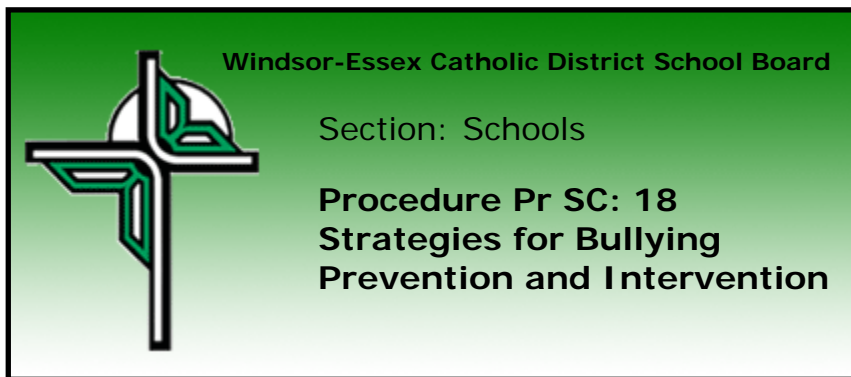 Windsor-Essex Catholic District School Board
Section: Schools
Procedure Pr SC: 18
Strategies for Bullying
Prevention and Intervention